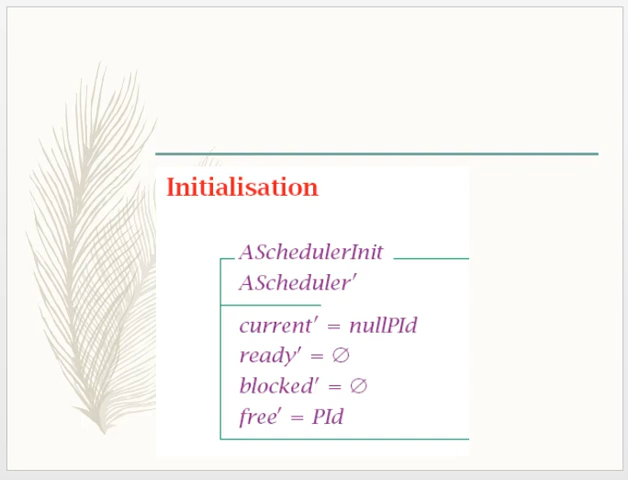 Initialisation
ASchedulerInit
AScheduler′
current′ = nullPId
ready′ = ∅
blocked′ = ∅
free′ = PId